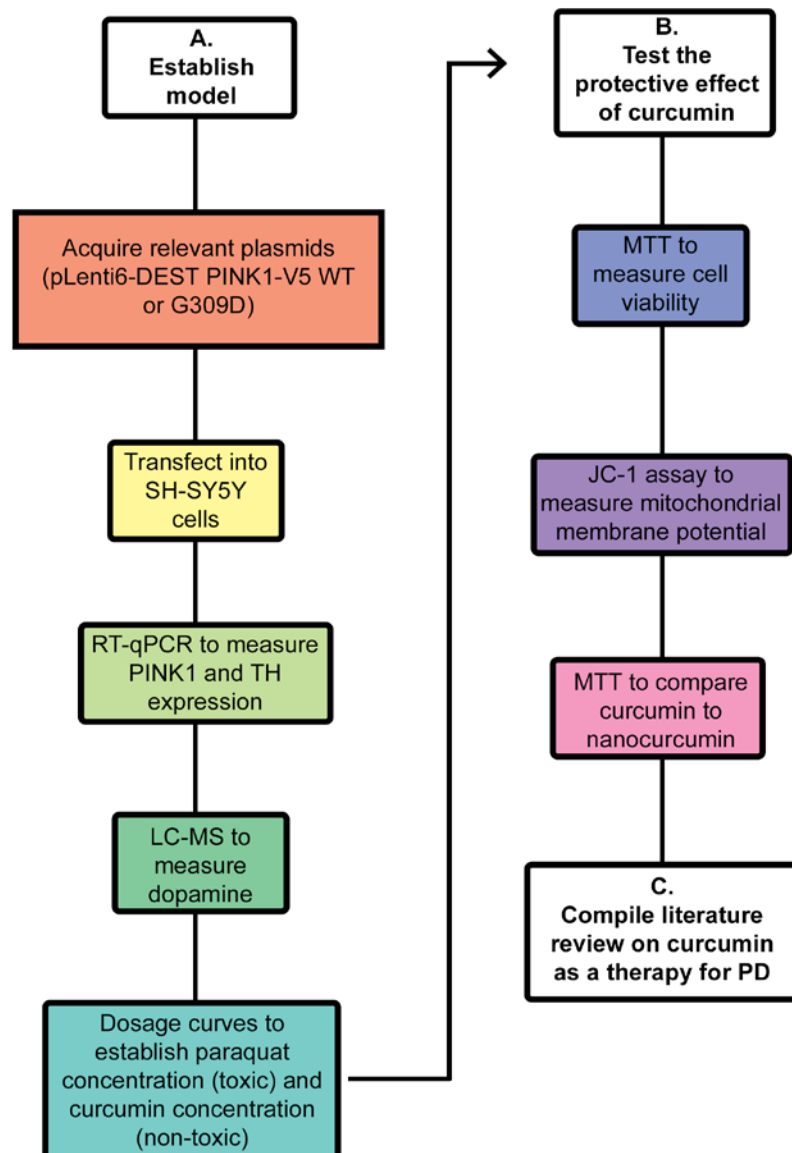 A.
Establish
model
Acquire relevant plasmids
(pLenti6-DEST PINK1-V5 WT
or G309D)
Transfect into
SH-SY5Y
cells
RT-qPCR to measure
PINK1 and TH
expression
LC-MS to
measure
dopamine
Dosage curves to
establish paraquat
concentration (toxic) and
curcumin concentration
(non-toxic)
B.
Test the
protective effect
of curcumin
MTT to
measure cell
viability
JC-1 assay to
measure mitochondrial
membrane potential
MTT to compare
curcumin to
nanocurcumin
C.
Compile literature
review on curcumin
as a therapy for PD